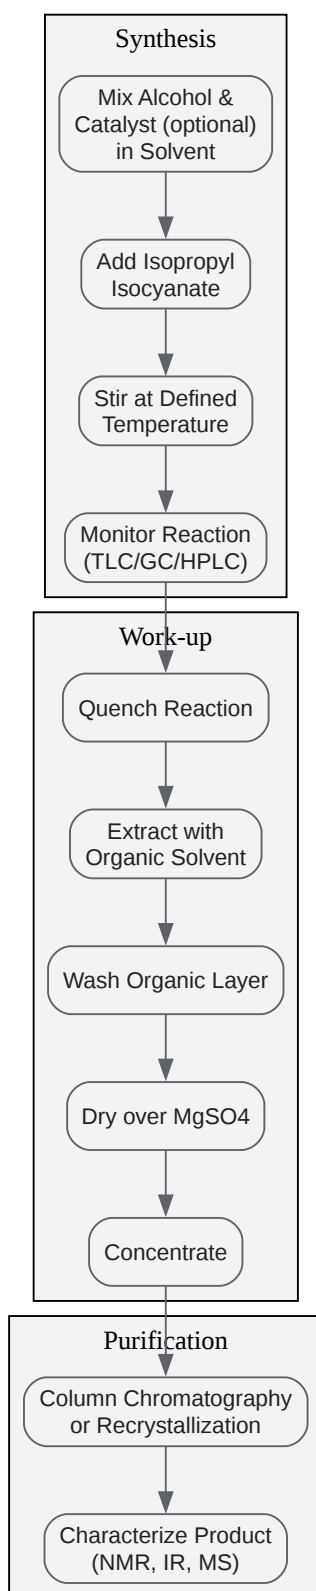 Synthesis
Mix Alcohol &
Catalyst (optional)
in Solvent
Add Isopropyl
Isocyanate
Stir at Defined
Temperature
Monitor Reaction
(TLC/GC/HPLC)
Work-up
Quench Reaction
Extract with
Organic Solvent
Wash Organic Layer
Dry over MgSO4
Concentrate
Purification
Column Chromatography
or Recrystallization
Characterize Product
(NMR, IR, MS)